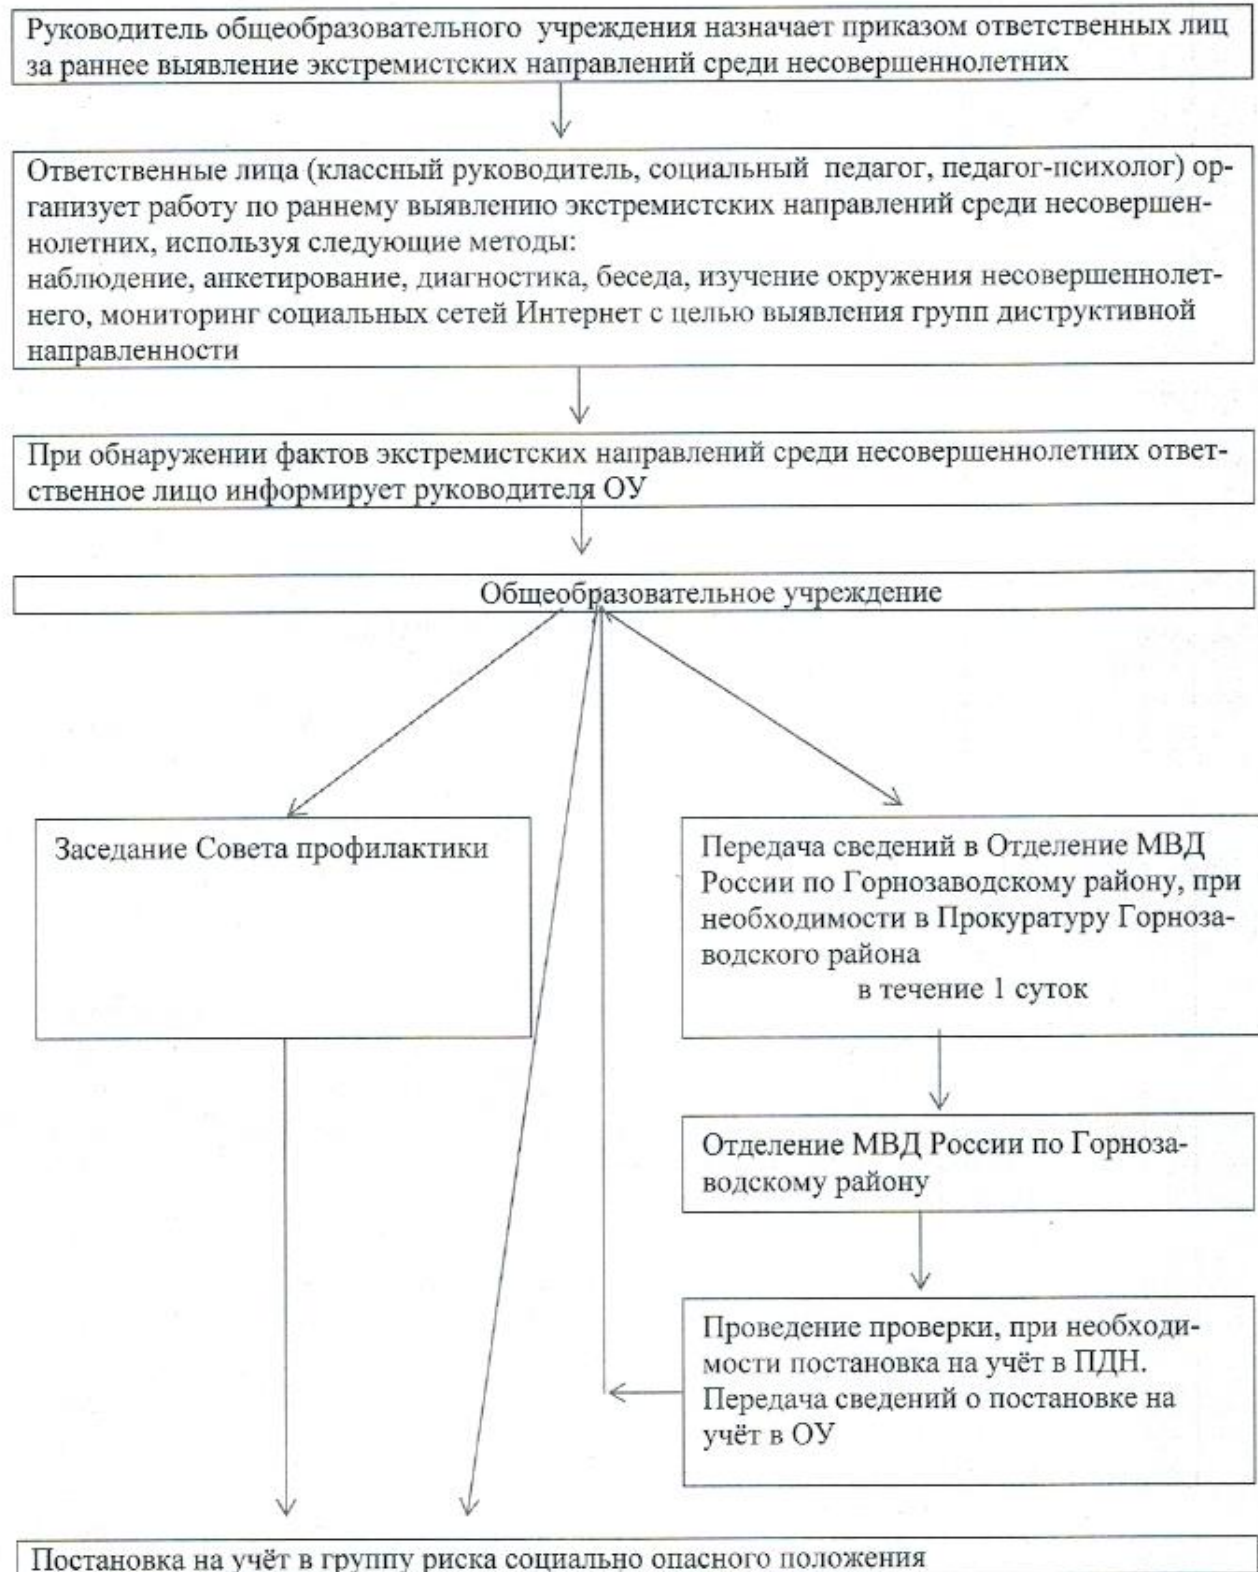 Руководитель общеобразовательного учреждения назначает приказом ответственных лиц
за раннее выявление экстремистских направлений среди несовершеннолетних
Ответственные лица (классный руководитель, социальный педагог, педагог-психолог) ор-
ганизует работу по раннему выявлению экстремистских направлений среди несовершен-
нолетних, используя следующие методы:
наблюдение, анкетирование, диагностика, беседа, изучение окружения несовершеннолет-
него, мониторинг социальных сетей Интернет с целью выявления групп диструктивной
направленности
При обнаружении фактов экстремистских направлений среди несовершеннолетних ответ-
ственное лицо информирует руководителя ОУ
Общеобразовательное учреждение
Заседание Совета профилактики
Передача сведений в Отделение МВД
России по Горнозаводскому району, при
необходимости в Прокуратуру Горноза-
водского района
в течение 1 суток
Отделение МВД России по Горноза-
водскому району
Проведение проверки, при необходи-
мости постановка на учёт в ПДН.
Передача сведений о постановке на
учёт в ОУ
Постановка на учёт в группу риска социально опасного положения